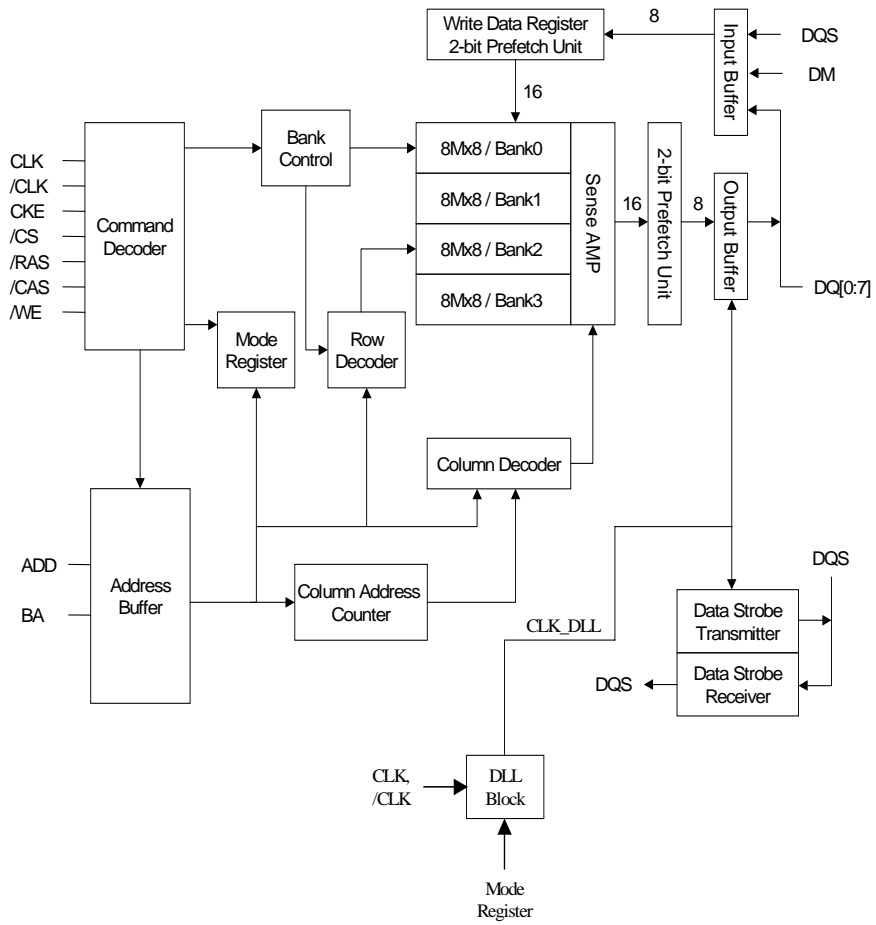 Write Data Register
2-bit Prefetch Unit
8
Input Buffer
DQS
DM
16
Bank
Control
8Mx8 / Bank0
8Mx8 / Bank1
8Mx8 / Bank2
8Mx8 / Bank3
Sense AMP
16
2-bit Prefetch Unit
8
Output Buffer
DQ[0:7]
CLK
/CLK
CKE
/CS
/RAS
/CAS
/WE
Command
Decoder
Mode
Register
Row
Decoder
Column Decoder
ADD
BA
Address
Buffer
Column Address
Counter
CLK_DLL
DQS
Data Strobe
Transmitter
Data Strobe
Receiver
DQS
CLK,
/CLK
DLL
Block
Mode
Register